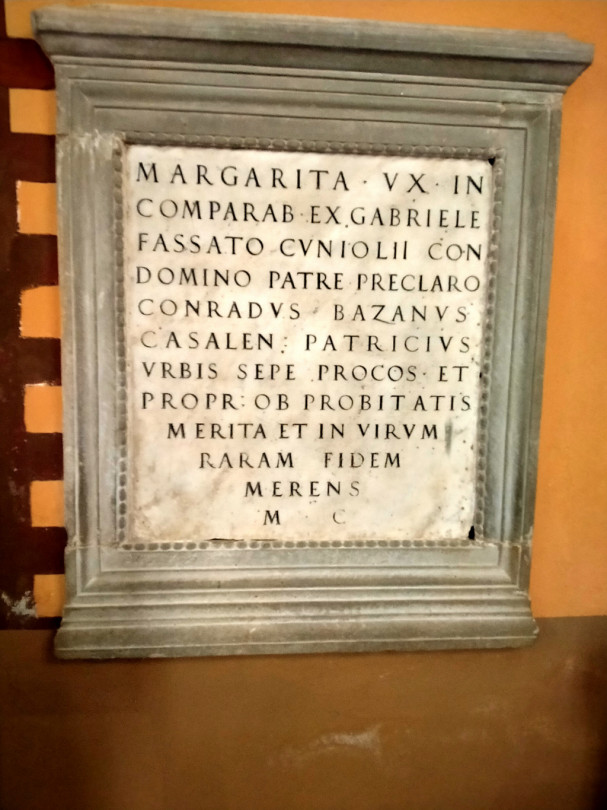 MARGARITA · VX · IN
COMPARAB · EX · GABRIELE
FASSATO CVNIOLII CON
DOMINO PATRE PRECLARO
CONRADVS · BAZANVS
CASALEN: PATRICIVS
VRBIS SEPE PROCOS · ET
PROPR: OB PROBITATIS
MERITA ET IN VIRVM
RARAM FIDEM
MERENS
M C